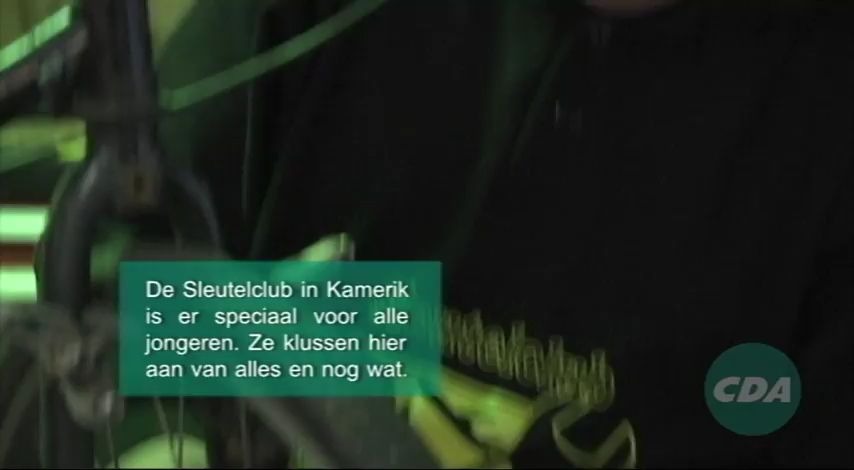 De Sleutelclub in Kamerik
is er speciaal voor alle
jongeren. Ze klussen hier
aan van alles en nog wat.
CDA